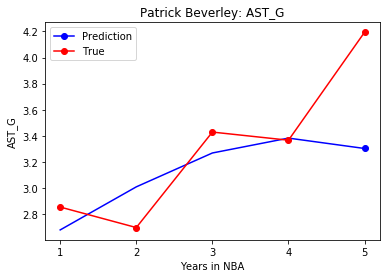 Patrick Beverley: AST_G
Prediction
True
4.2
4.0
3.8
3.6
3.4
3.2
3.0
2.8
AST_G
1 2 3 4 5
Years in NBA